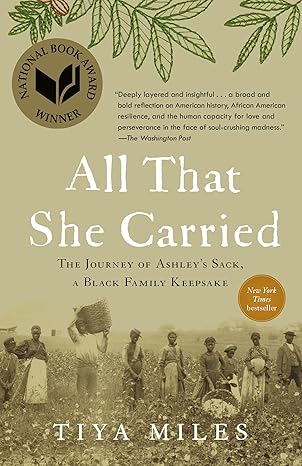 NATIONAL BOOK AWARD
WINNER
"Deeply layered and insightful . . . a broad and
bold reflection on American history, African American
resilience, and the human capacity for love and
perseverance in the face of soul-crushing madness."
—The Washington Post
All That
She Carried
The Journey of Ashley's Sack,
a Black Family Keepsake
New York
Times
bestseller
TIYA MILES